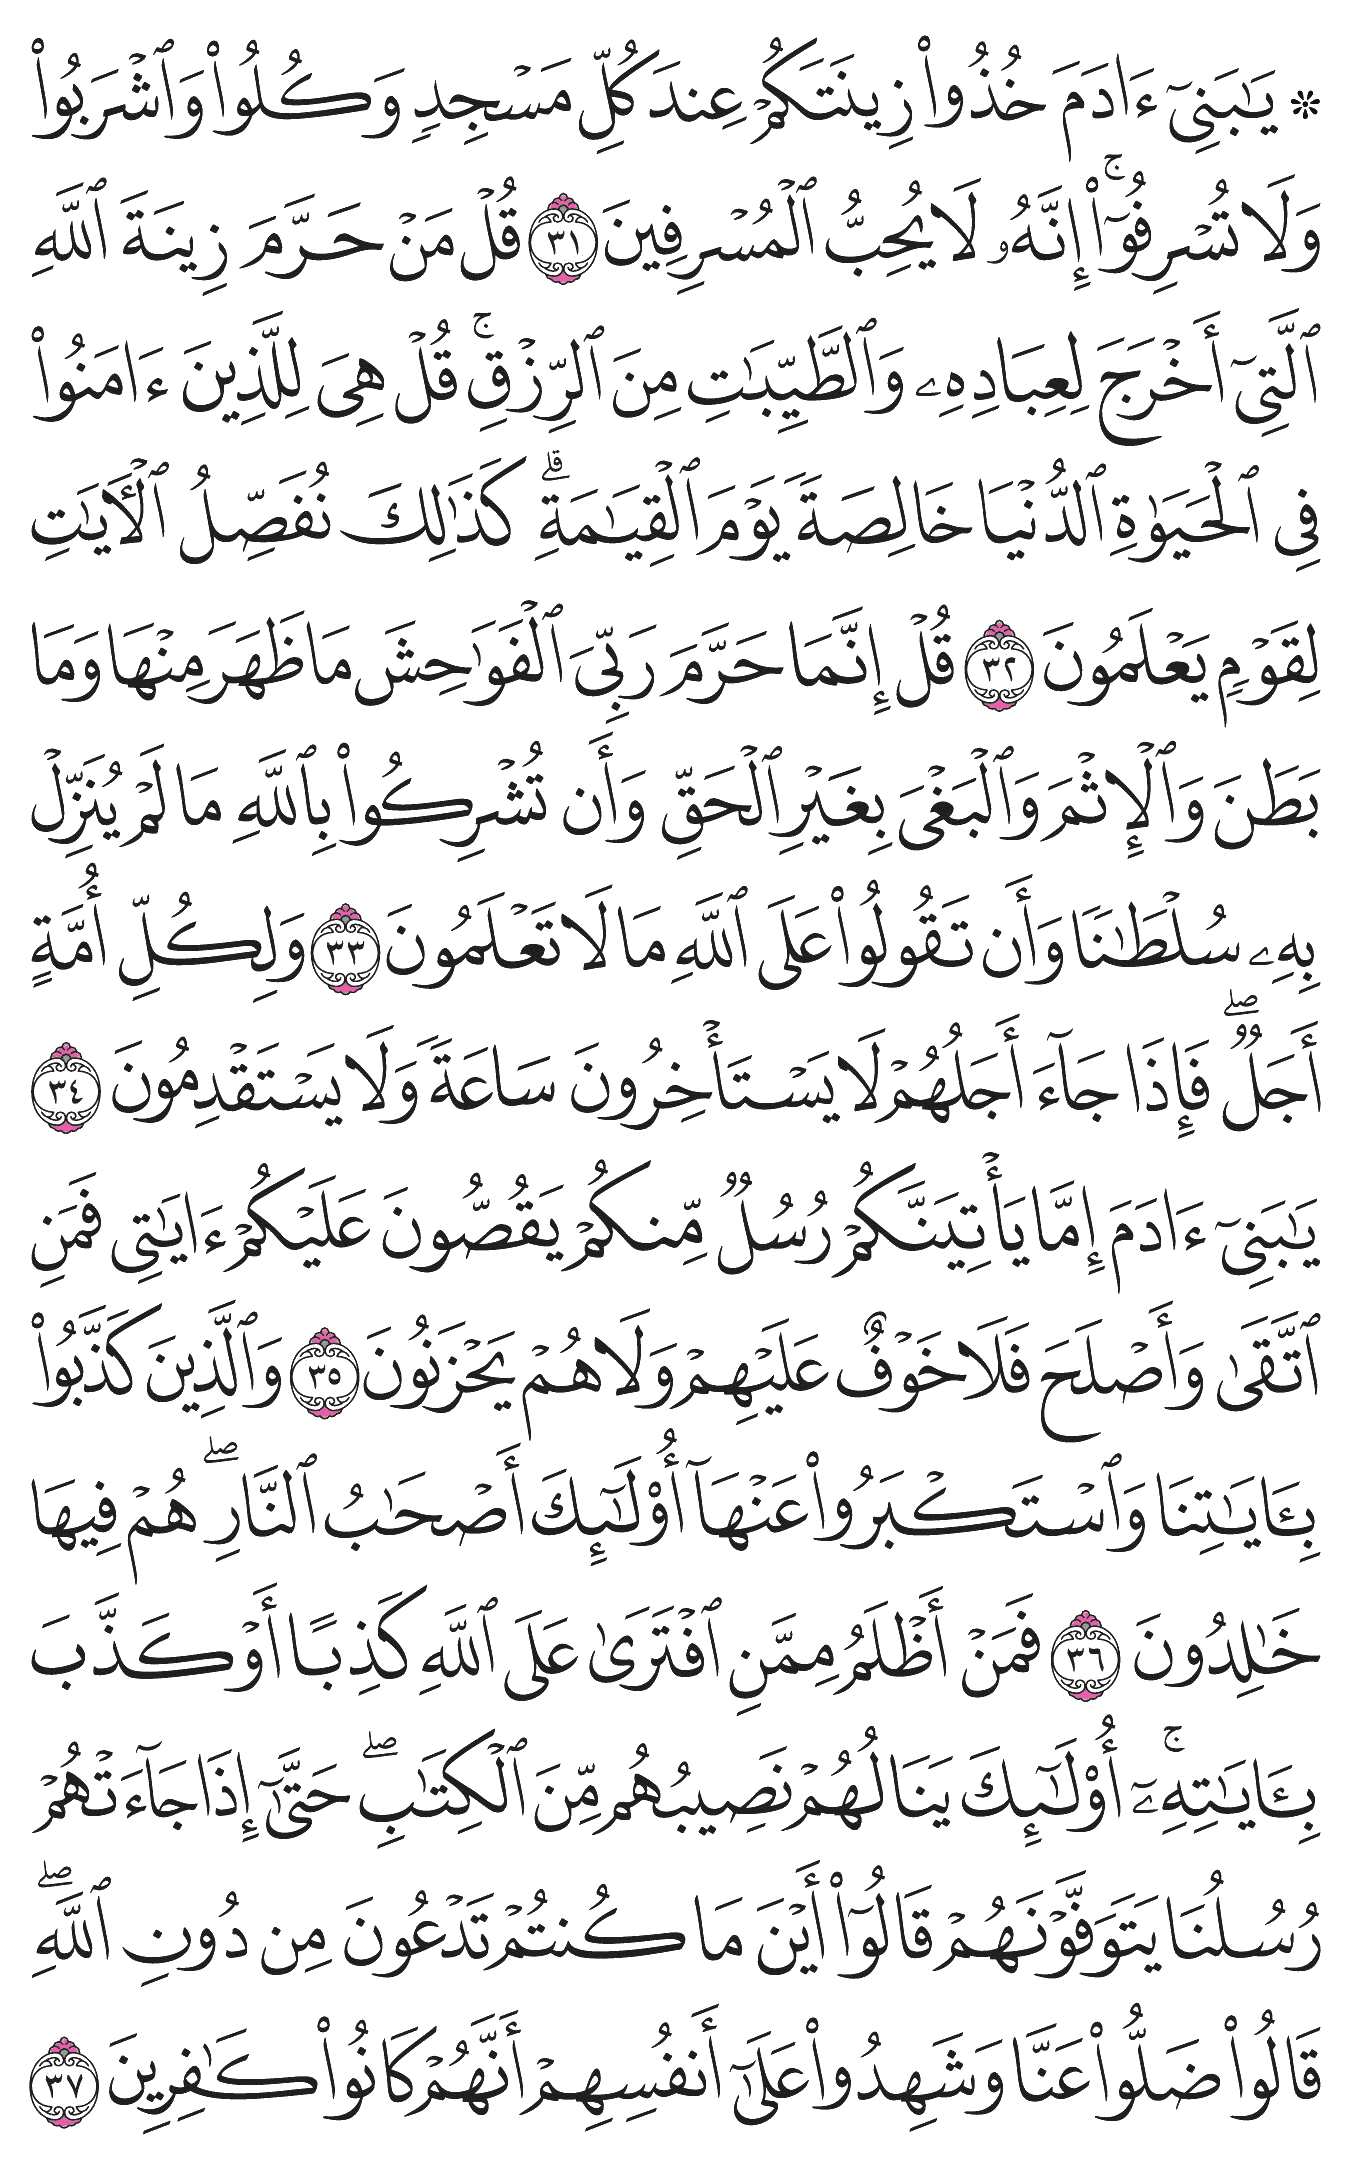 ۞ يَـٰبَنِىٓ ءَادَمَ خُذُوا۟ زِينَتَكُمْ عِندَ كُلِّ مَسْجِدٍ وَكُلُوا۟ وَٱشْرَبُوا۟
وَلَا تُسْرِفُوٓا۟ ۚ إِنَّهُۥ لَا يُحِبُّ ٱلْمُسْرِفِينَ ٣١ قُلْ مَنْ حَرَّمَ زِينَةَ ٱللَّهِ
ٱلَّتِىٓ أَخْرَجَ لِعِبَادِهِۦ وَٱلطَّيِّبَـٰتِ مِنَ ٱلرِّزْقِ ۚ قُلْ هِىَ لِلَّذِينَ ءَامَنُوا۟
فِى ٱلْحَيَوٰةِ ٱلدُّنْيَا خَالِصَةً يَوْمَ ٱلْقِيَـٰمَةِ ۗ كَذَٰلِكَ نُفَصِّلُ ٱلْـَٔايَـٰتِ
لِقَوْمٍ يَعْلَمُونَ ٣٢ قُلْ إِنَّمَا حَرَّمَ رَبِّىَ ٱلْفَوَٰحِشَ مَا ظَهَرَ مِنْهَا وَمَا
بَطَنَ وَٱلْإِثْمَ وَٱلْبَغْىَ بِغَيْرِ ٱلْحَقِّ وَأَن تُشْرِكُوا۟ بِٱللَّهِ مَا لَمْ يُنَزِّلْ
بِهِۦ سُلْطَـٰنًا وَأَن تَقُولُوا۟ عَلَى ٱللَّهِ مَا لَا تَعْلَمُونَ ٣٣ وَلِكُلِّ أُمَّةٍ
أَجَلٌ ۖ فَإِذَا جَآءَ أَجَلُهُمْ لَا يَسْتَأْخِرُونَ سَاعَةً وَلَا يَسْتَقْدِمُونَ ٣٤
يَـٰبَنِىٓ ءَادَمَ إِمَّا يَأْتِيَنَّكُمْ رُسُلٌ مِّنكُمْ يَقُصُّونَ عَلَيْكُمْ ءَايَـٰتِى فَمَنِ
ٱتَّقَىٰ وَأَصْلَحَ فَلَا خَوْفٌ عَلَيْهِمْ وَلَا هُمْ يَحْزَنُونَ ٣٥ وَٱلَّذِينَ كَذَّبُوا۟
بِـَٔايَـٰتِنَا وَٱسْتَكْبَرُوا۟ عَنْهَآ أُو۟لَـٰٓئِكَ أَصْحَـٰبُ ٱلنَّارِ ۖ هُمْ فِيهَا
خَـٰلِدُونَ ٣٦ فَمَنْ أَظْلَمُ مِمَّنِ ٱفْتَرَىٰ عَلَى ٱللَّهِ كَذِبًا أَوْ كَذَّبَ
بِـَٔايَـٰتِهِۦٓ ۚ أُو۟لَـٰٓئِكَ يَنَالُهُمْ نَصِيبُهُم مِّنَ ٱلْكِتَـٰبِ ۖ حَتَّىٰٓ إِذَا جَآءَتْهُمْ
رُسُلُنَا يَتَوَفَّوْنَهُمْ قَالُوٓا۟ أَيْنَ مَا كُنتُمْ تَدْعُونَ مِن دُونِ ٱللَّهِ ۖ
قَالُوا۟ ضَلُّوا۟ عَنَّا وَشَهِدُوا۟ عَلَىٰٓ أَنفُسِهِمْ أَنَّهُمْ كَانُوا۟ كَـٰفِرِينَ ٣٧